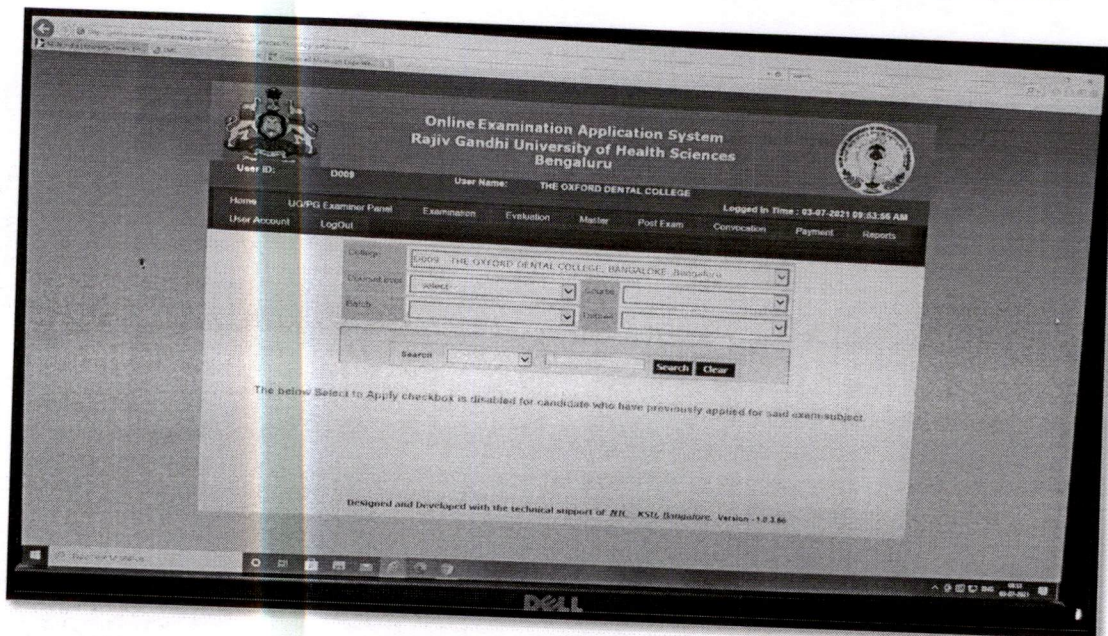 Online Examination Application System
Rajiv Gandhi University of Health Sciences
Bengaluru
User ID: D009 User Name: THE OXFORD DENTAL COLLEGE Logged In Time : 03-07-2021 09:53:56 AM
Home UG/PG Examiner Panel Examination Evaluation Master Post Exam Convocation Payment Reports
User Account LogOut
College D009 THE OXFORD DENTAL COLLEGE, BANGALORE Bengaluru
select Course
Batch
Search Search Clear
The below Select to Apply checkbox is disabled for candidate who have previously applied for said exam/subject.
Designed and Developed with the technical support of NIC, KSU, Bangalore. Version - 1.0.3.66
DELL